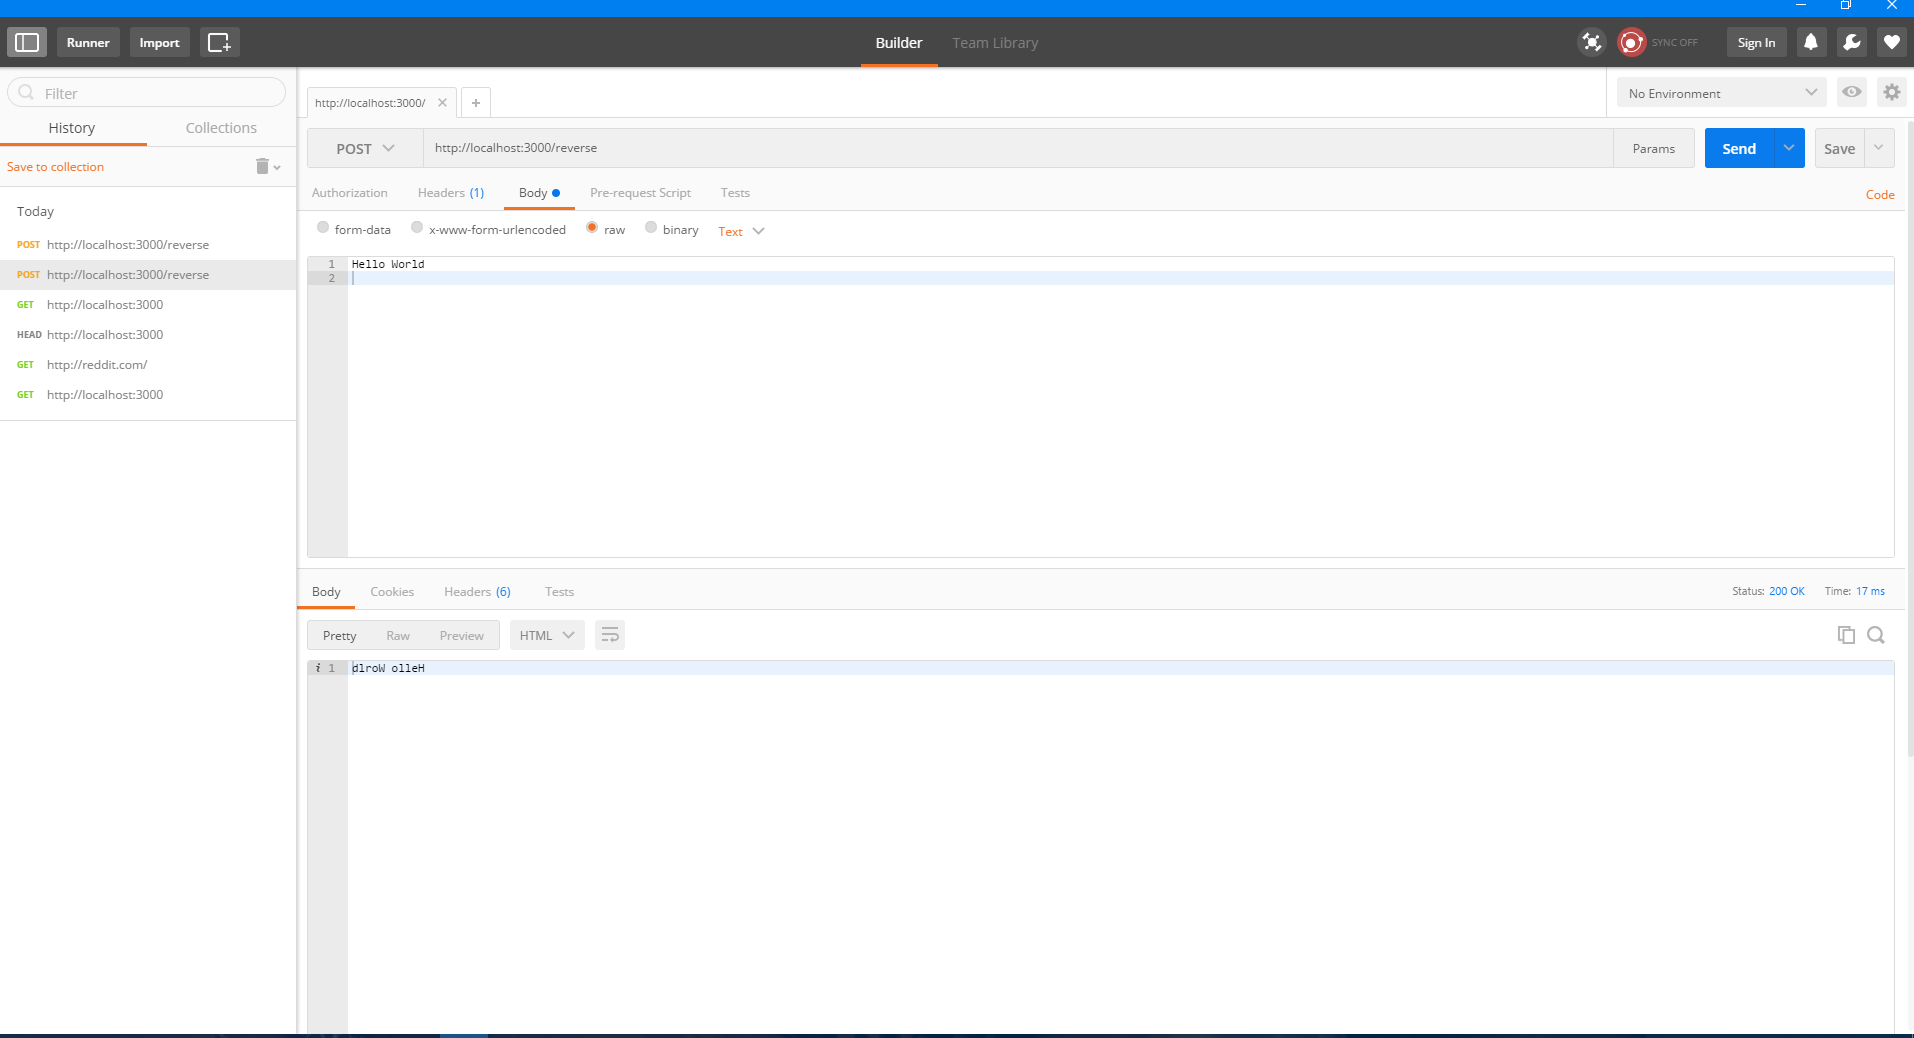 Runner Import Builder Team Library SYNC OFF Sign In
Filter
History Collections
Save to collection
Today
POST http://localhost:3000/reverse
POST http://localhost:3000/reverse
GET http://localhost:3000
HEAD http://localhost:3000
GET http://reddit.com/
GET http://localhost:3000
http://localhost:3000/
No Environment
POST http://localhost:3000/reverse Params Send Save
Authorization Headers (1) Body Pre-request Script Tests Code
form-data x-www-form-urlencoded raw binary Text
1 Hello World
2
Body Cookies Headers (6) Tests Status: 200 OK Time: 17 ms
Pretty Raw Preview HTML
i 1 dlroW olleH